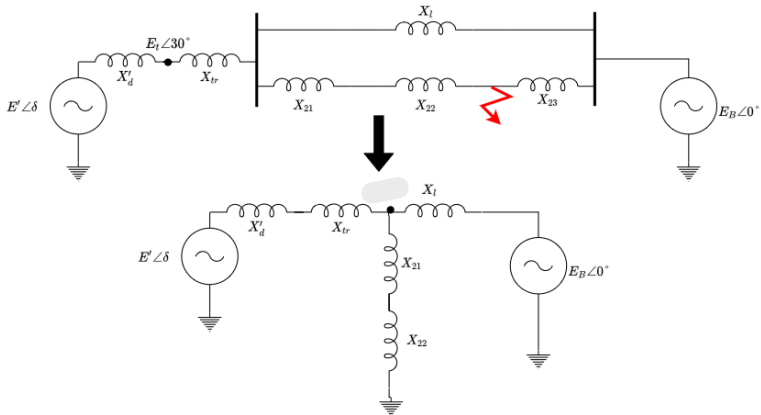 X_l
E_t∠30°
X'_d
X_tr
X_21
X_22
X_23
E'∠δ
E_B∠0°
X_l
X'_d
X_tr
E'∠δ
X_21
E_B∠0°
X_22